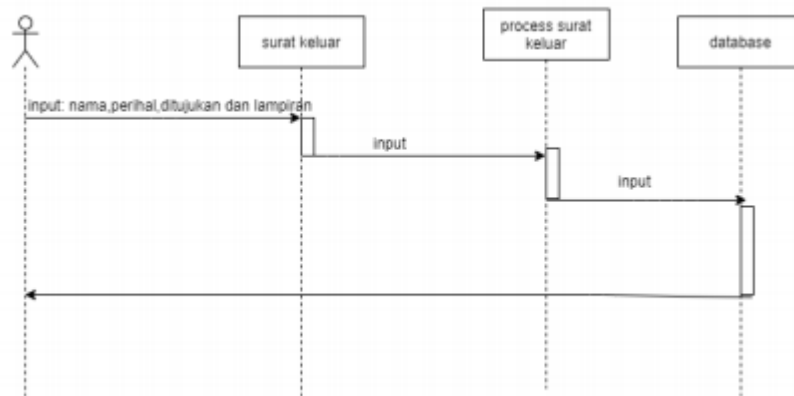 surat keluar
process surat
keluar
database
input: nama,perihal,ditujukan dan lampiran
input
input